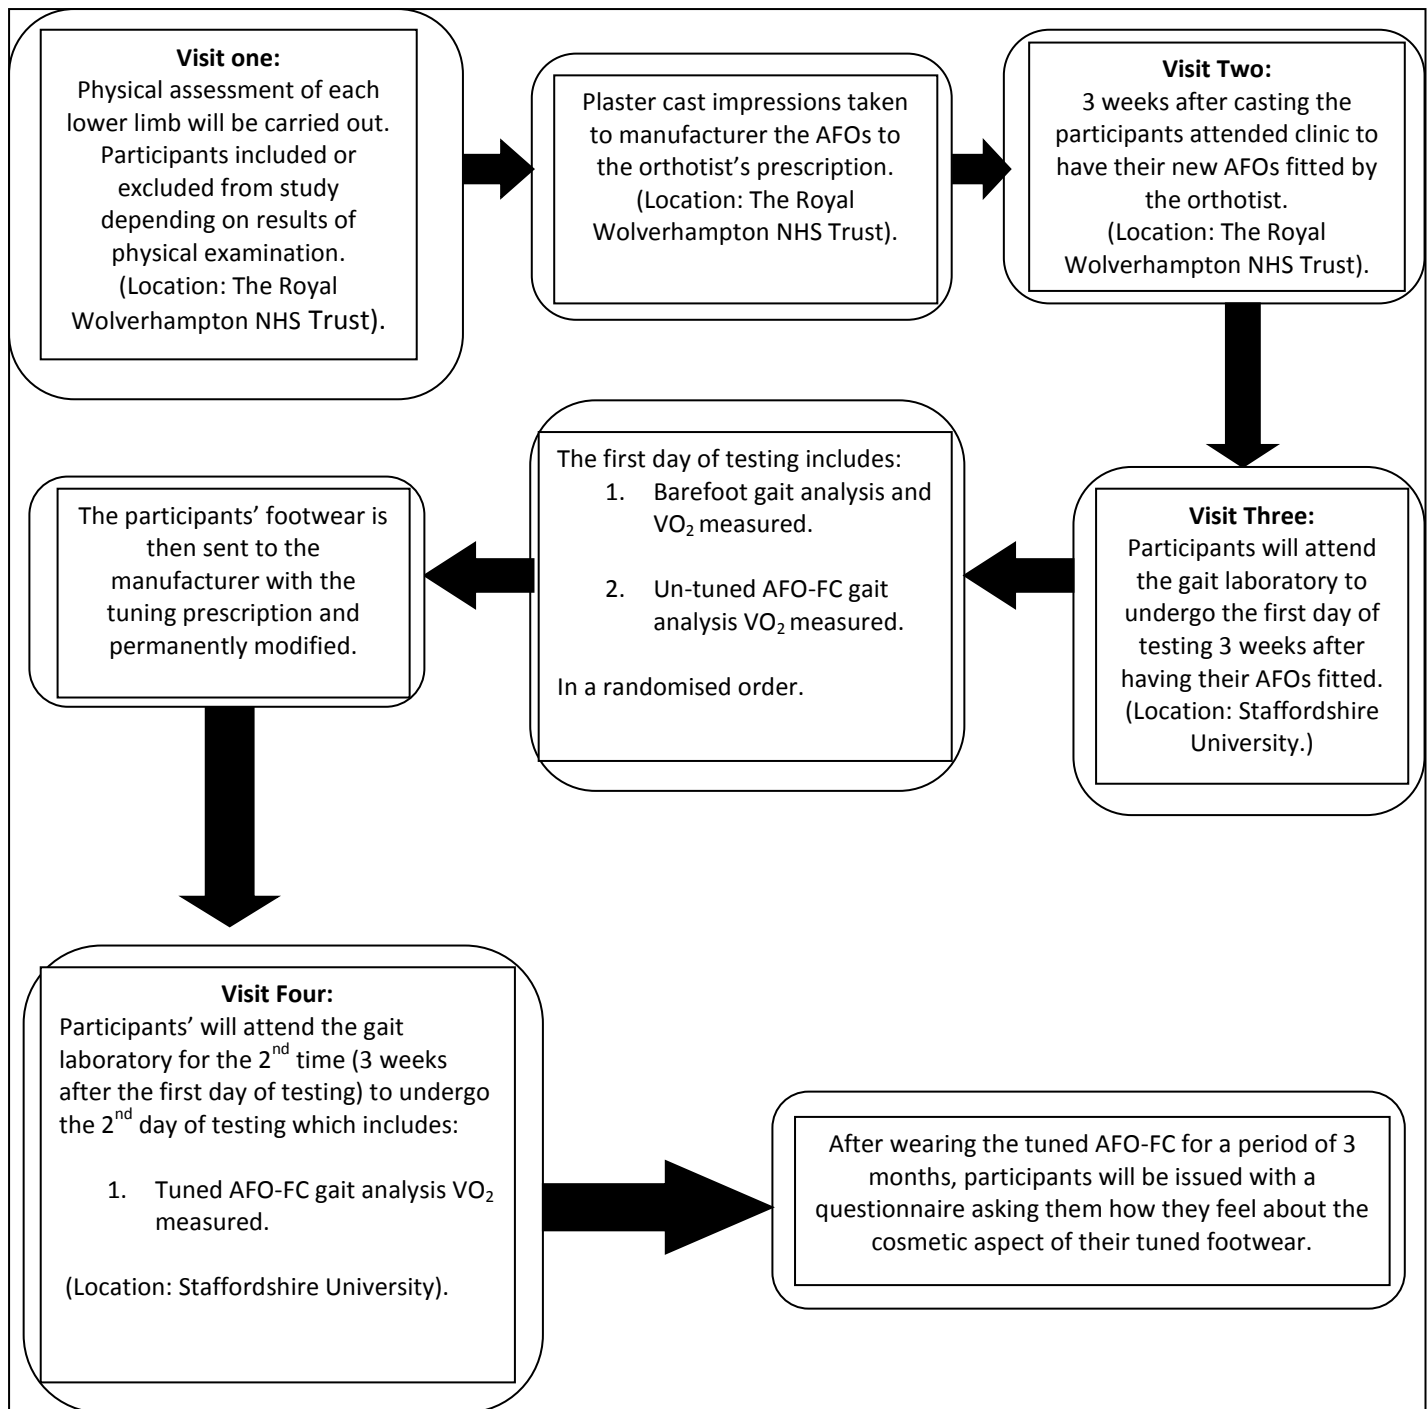 Visit one:
Physical assessment of each
lower limb will be carried out.
Participants included or
excluded from study
depending on results of
physical examination.
(Location: The Royal
Wolverhampton NHS Trust).
Plaster cast impressions taken
to manufacturer the AFOs to
the orthotist’s prescription.
(Location: The Royal
Wolverhampton NHS Trust).
Visit Two:
3 weeks after casting the
participants attended clinic to
have their new AFOs fitted by
the orthotist.
(Location: The Royal
Wolverhampton NHS Trust).
Visit Three:
Participants will attend
the gait laboratory to
undergo the first day of
testing 3 weeks after
having their AFOs fitted.
(Location: Staffordshire
University.)
The first day of testing includes:
1. Barefoot gait analysis and
VO₂ measured.
2. Un-tuned AFO-FC gait
analysis VO₂ measured.
In a randomised order.
The participants’ footwear is
then sent to the
manufacturer with the
tuning prescription and
permanently modified.
Visit Four:
Participants’ will attend the gait
laboratory for the 2nd time (3 weeks
after the first day of testing) to undergo
the 2nd day of testing which includes:
1. Tuned AFO-FC gait analysis VO₂
measured.
(Location: Staffordshire University).
After wearing the tuned AFO-FC for a period of 3
months, participants will be issued with a
questionnaire asking them how they feel about the
cosmetic aspect of their tuned footwear.